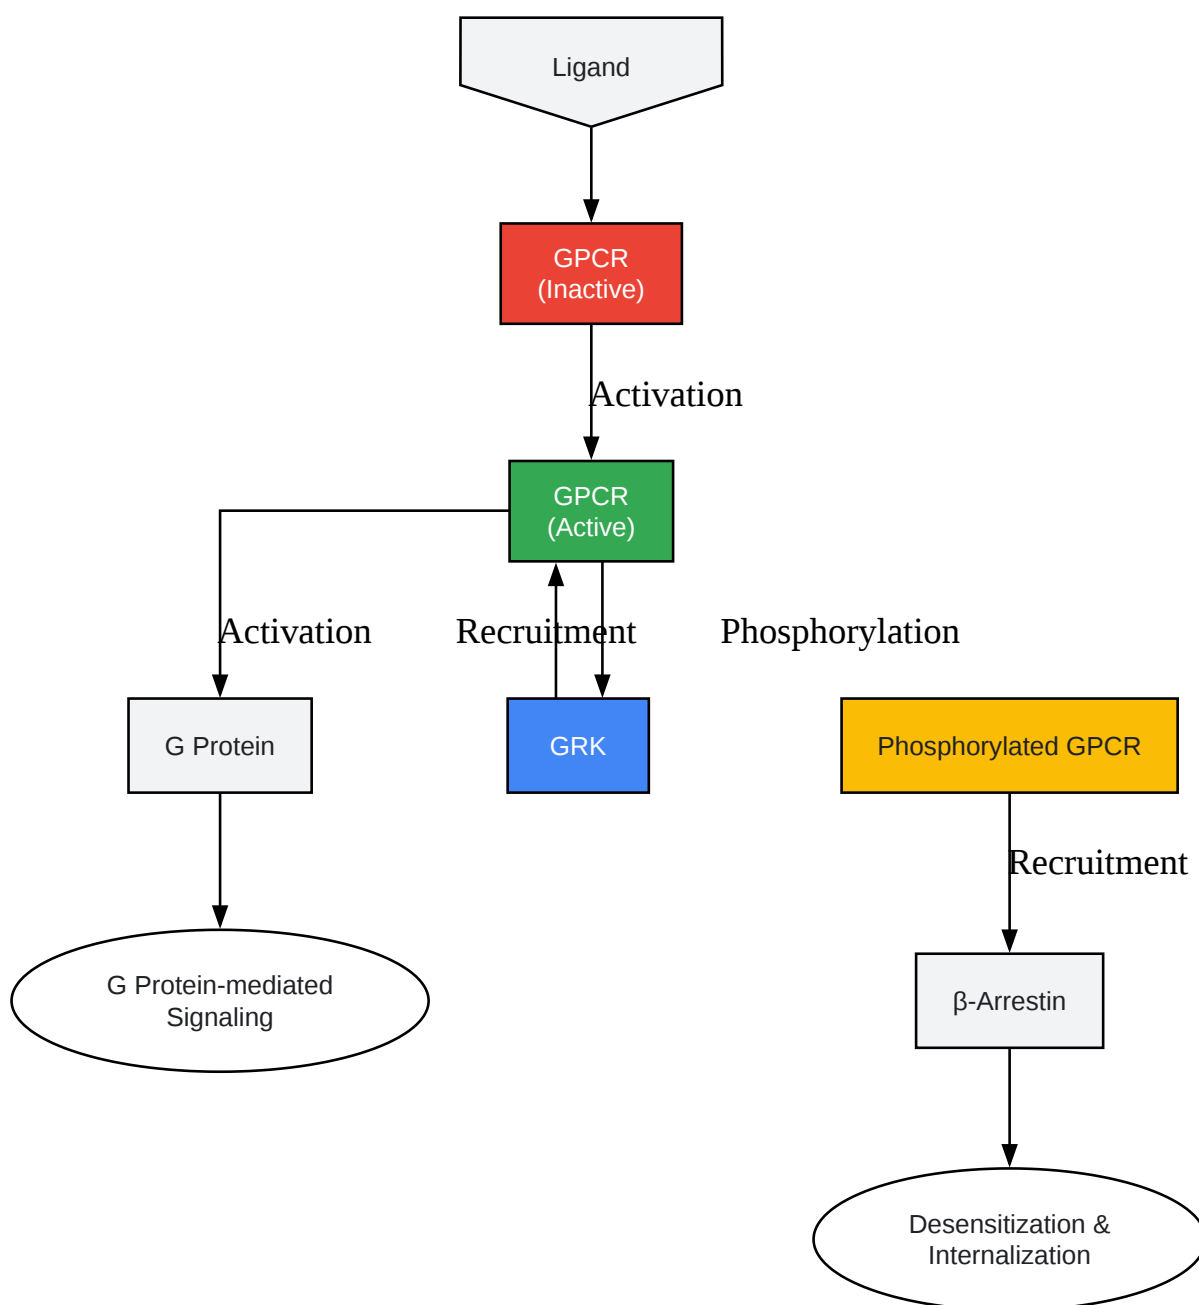 Ligand
GPCR
(Inactive)
Activation
GPCR
(Active)
Activation
Recruitment
Phosphorylation
G Protein
GRK
Phosphorylated GPCR
Recruitment
G Protein-mediated
Signaling
β-Arrestin
Desensitization &
Internalization